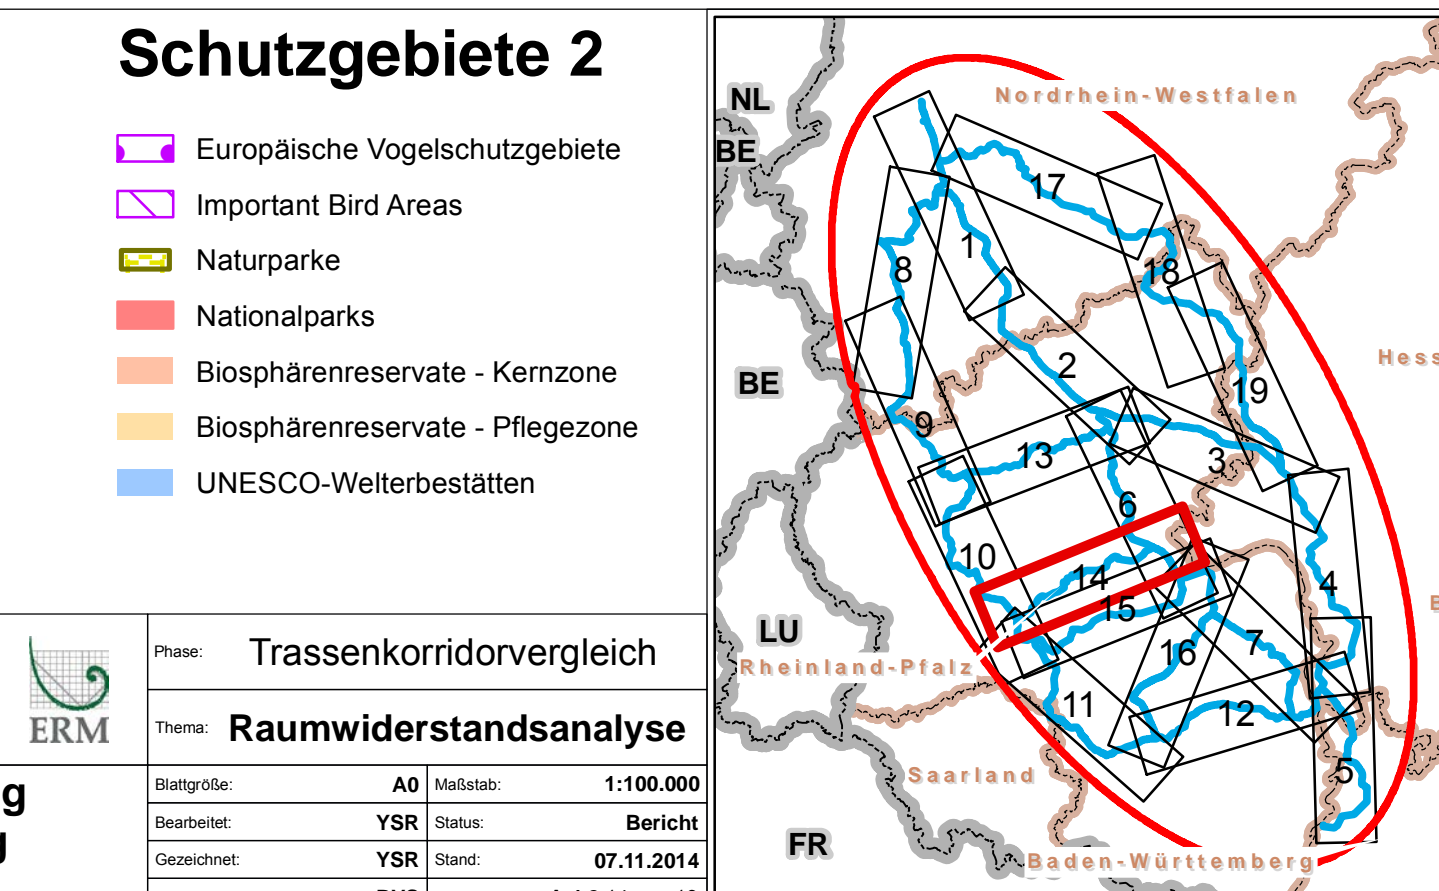 Schutzgebiete 2
Europäische Vogelschutzgebiete
Important Bird Areas
Naturparke
Nationalparks
Biosphärenreservate - Kernzone
Biosphärenreservate - Pflegezone
UNESCO-Welterbestätten
ERM
Phase: Trassenkorridorvergleich
Thema: Raumwiderstandsanalyse
g
g
Blattgröße: A0 Maßstab: 1:100.000
Bearbeitet: YSR Status: Bericht
Gezeichnet: YSR Stand: 07.11.2014
NL
Nordrhein-Westfalen
BE
17
1
8
18
2
Hess
BE
19
9
13
3
6
10
14
4
15
LU
Rheinland-Pfalz
16
7
11
12
Saarland
5
FR
Baden-Württemberg